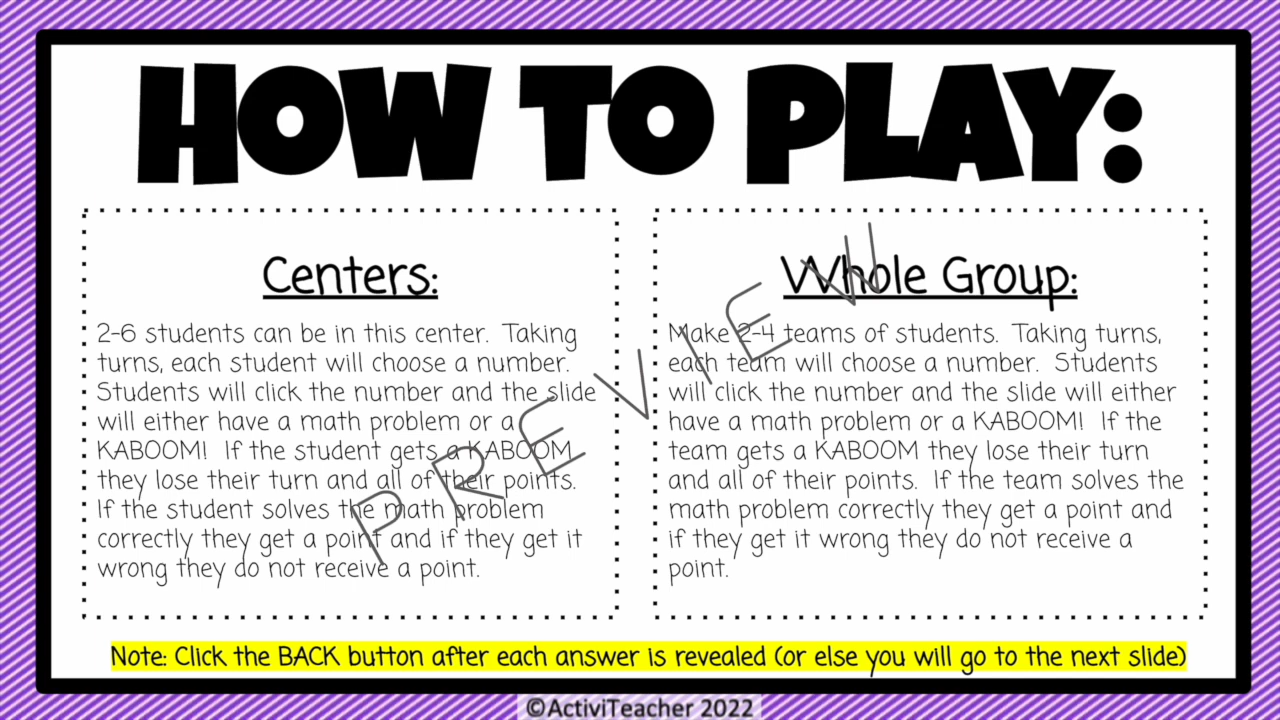 HOW TO PLAY:
Centers:
2-6 students can be in this center.  Taking
turns, each student will choose a number.
Students will click the number and the slide
will either have a math problem or a
KABOOM!  If the student gets a KABOOM
they lose their turn and all of their points.
If the student solves the math problem
correctly they get a point and if they get it
wrong they do not receive a point.
Whole Group:
Make 2-4 teams of students.  Taking turns,
each team will choose a number.  Students
will click the number and the slide will either
have a math problem or a KABOOM!  If the
team gets a KABOOM they lose their turn
and all of their points.  If the team solves the
math problem correctly they get a point and
if they get it wrong they do not receive a
point.
PREVIEW
Note: Click the BACK button after each answer is revealed (or else you will go to the next slide)
©ActiviTeacher 2022